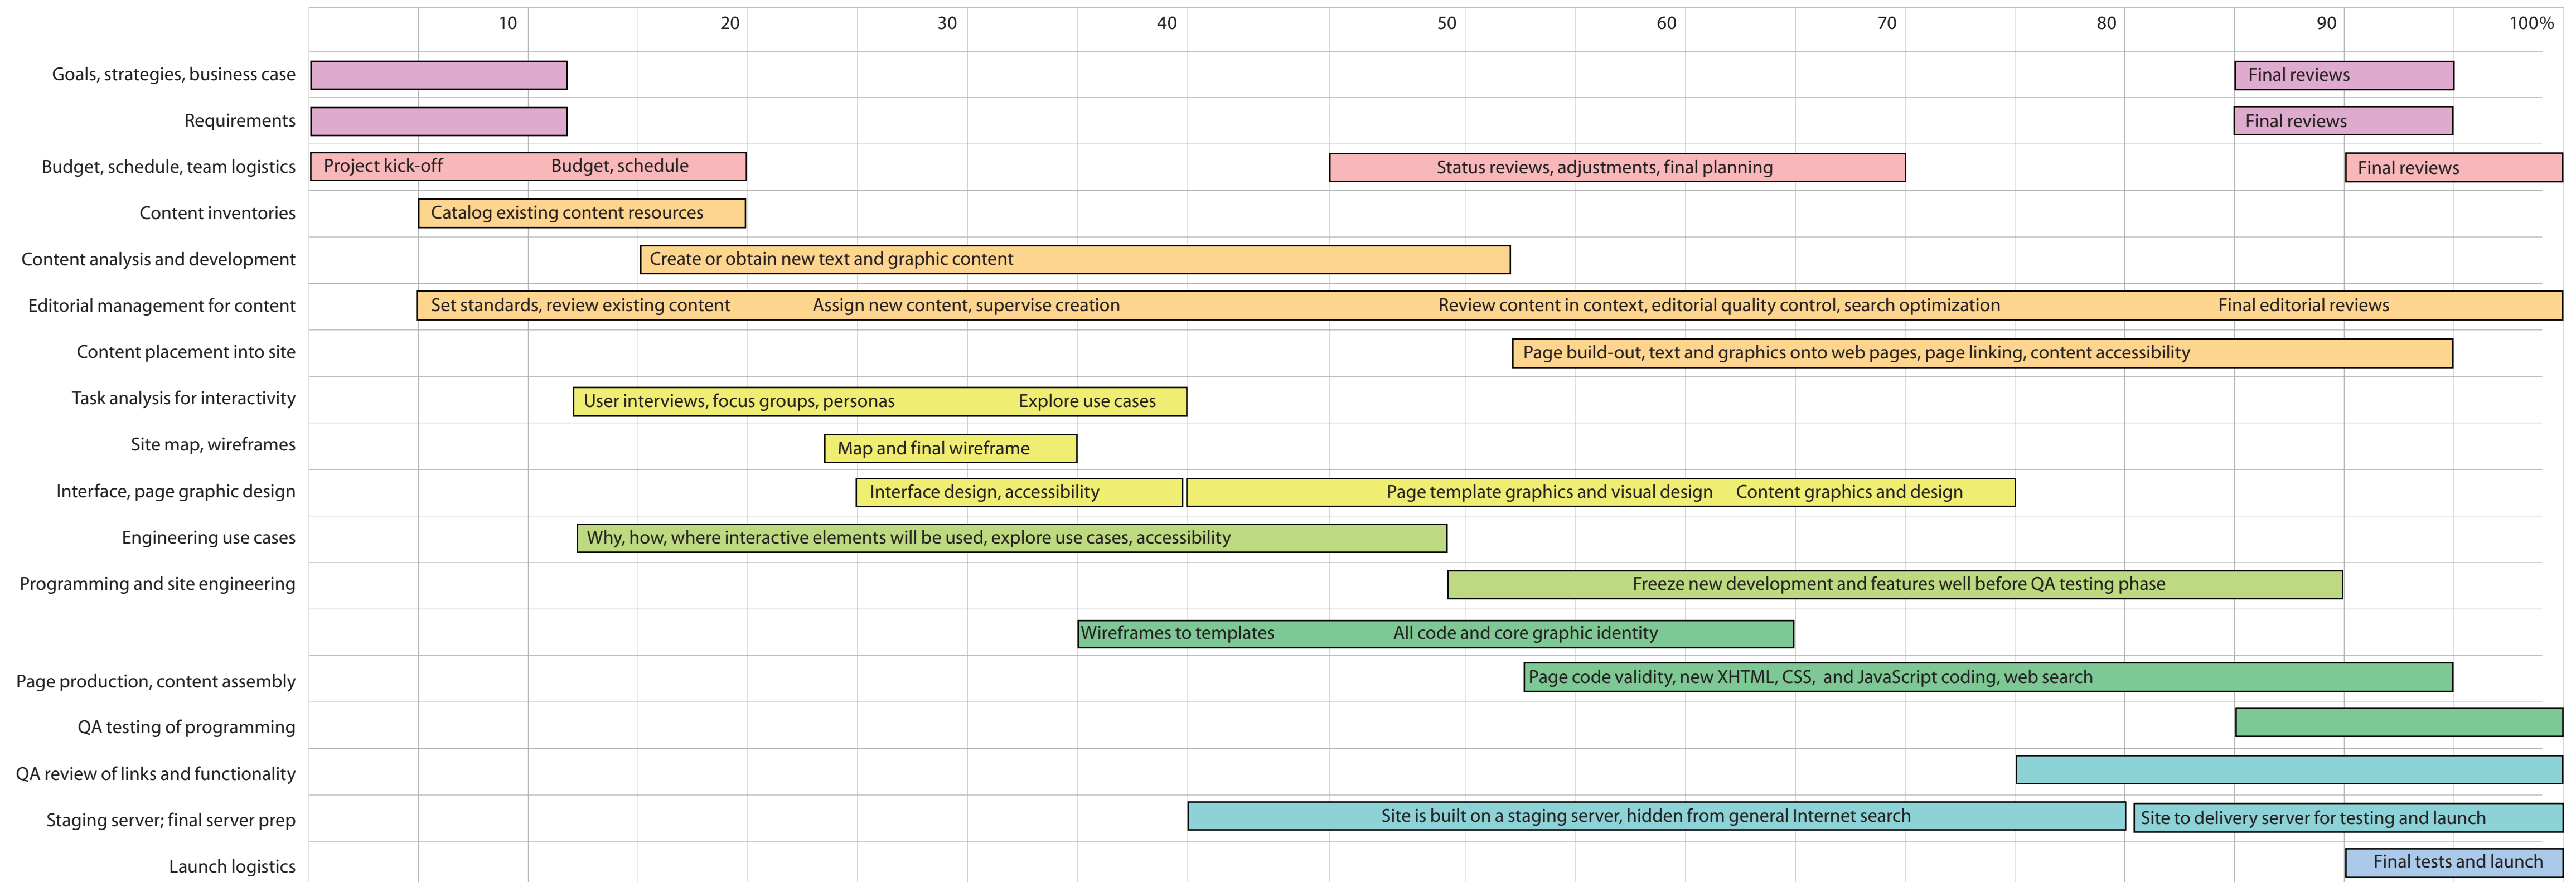 10 20 30 40 50 60 70 80 90 100%
Goals, strategies, business case Final reviews
Requirements Final reviews
Budget, schedule, team logistics Project kick-off Budget, schedule Status reviews, adjustments, final planning Final reviews
Content inventories Catalog existing content resources
Content analysis and development Create or obtain new text and graphic content
Editorial management for content Set standards, review existing content Assign new content, supervise creation Review content in context, editorial quality control, search optimization Final editorial reviews
Content placement into site Page build-out, text and graphics onto web pages, page linking, content accessibility
Task analysis for interactivity User interviews, focus groups, personas Explore use cases
Site map, wireframes Map and final wireframe
Interface, page graphic design Interface design, accessibility Page template graphics and visual design Content graphics and design
Engineering use cases Why, how, where interactive elements will be used, explore use cases, accessibility
Programming and site engineering Freeze new development and features well before QA testing phase
Wireframes to templates All code and core graphic identity
Page production, content assembly Page code validity, new XHTML, CSS, and JavaScript coding, web search
QA testing of programming
QA review of links and functionality
Staging server; final server prep Site is built on a staging server, hidden from general Internet search Site to delivery server for testing and launch
Launch logistics Final tests and launch